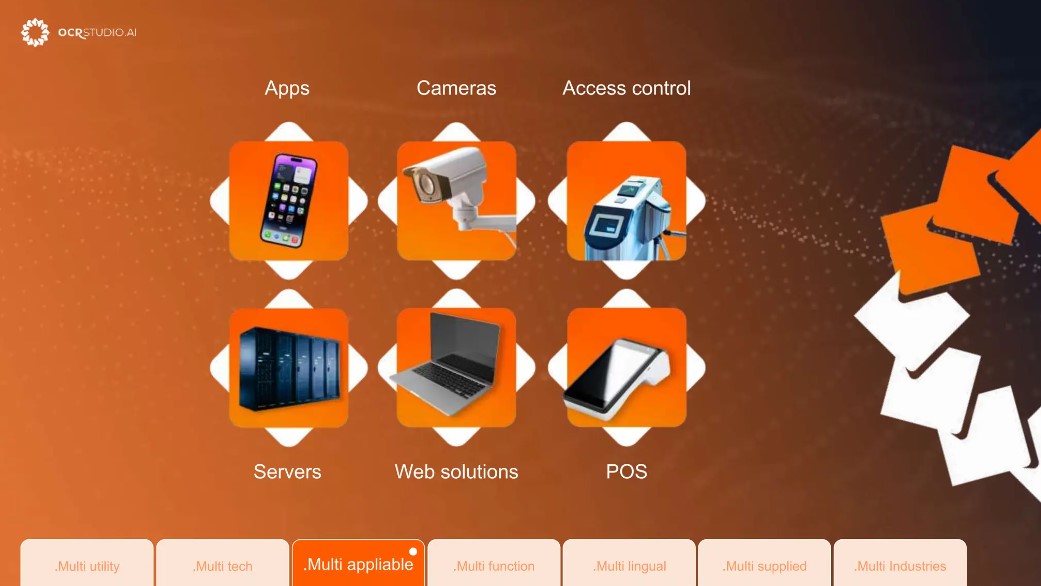 OCRSTUDIO.AI
Apps
Cameras
Access control
Servers
Web solutions
POS
.Multi utility
.Multi tech
.Multi appliable
.Multi function
.Multi lingual
.Multi supplied
.Multi Industries